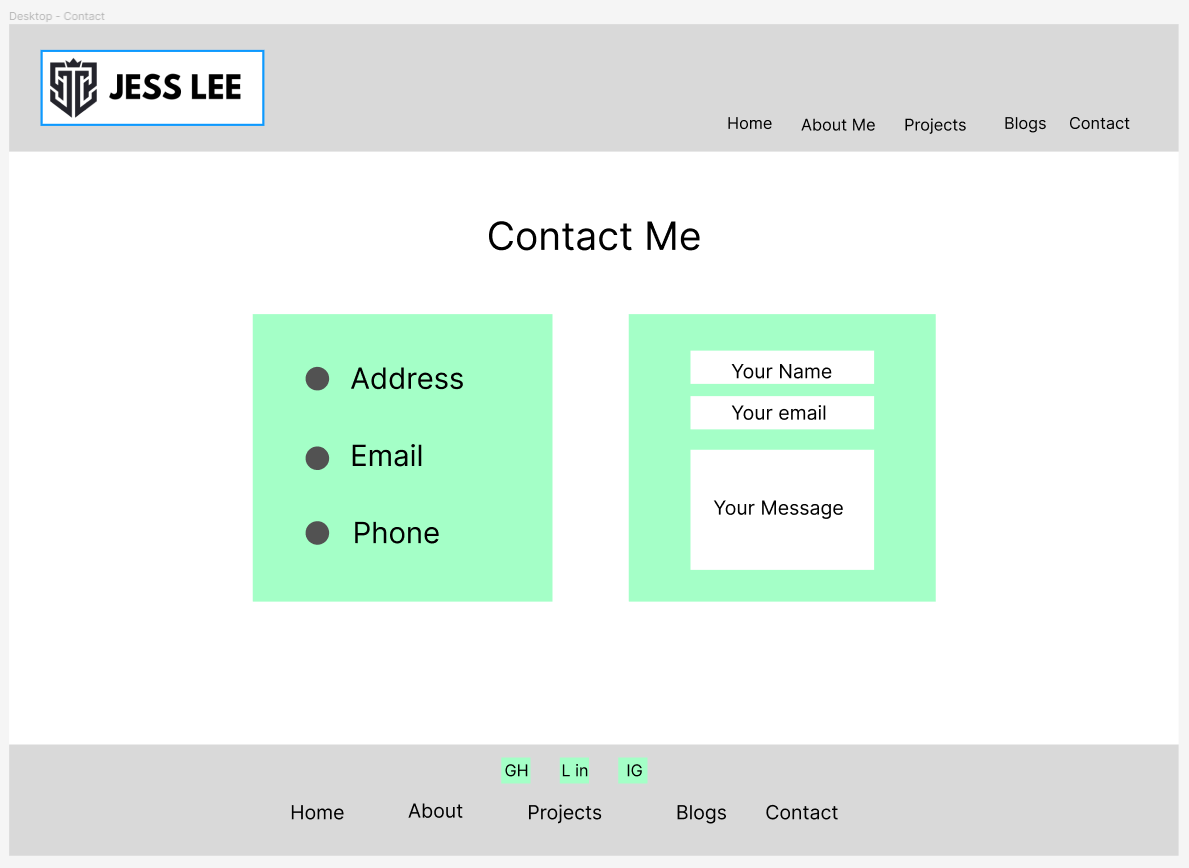 Desktop - Contact
JESS LEE
Home About Me Projects Blogs Contact
Contact Me
Address
Email
Phone
Your Name
Your email
Your Message
GH L in IG
Home About Projects Blogs Contact